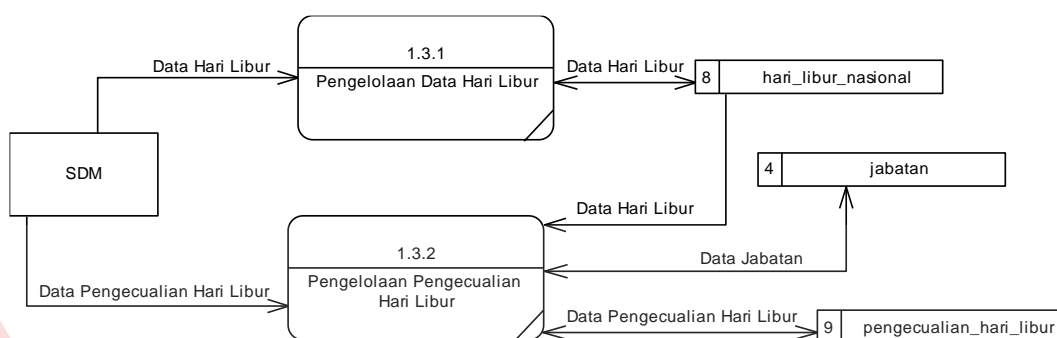 1.3.1
Data Hari Libur
Pengelolaan Data Hari Libur
Data Hari Libur
8
hari_libur_nasional
SDM
4
jabatan
Data Hari Libur
1.3.2
Data Jabatan
Pengelolaan Pengecualian
Hari Libur
Data Pengecualian Hari Libur
Data Pengecualian Hari Libur
9
pengecualian_hari_libur